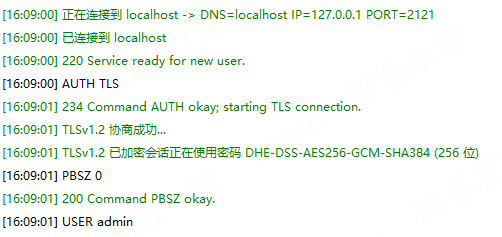 [16:09:00] 正在连接到 localhost -> DNS=localhost IP=127.0.0.1 PORT=2121
[16:09:00] 已连接到 localhost
[16:09:00] 220 Service ready for new user.
[16:09:00] AUTH TLS
[16:09:01] 234 Command AUTH okay; starting TLS connection.
[16:09:01] TLSv1.2 协商成功...
[16:09:01] TLSv1.2 已加密会话正在使用密码 DHE-DSS-AES256-GCM-SHA384 (256 位)
[16:09:01] PBSZ 0
[16:09:01] 200 Command PBSZ okay.
[16:09:01] USER admin